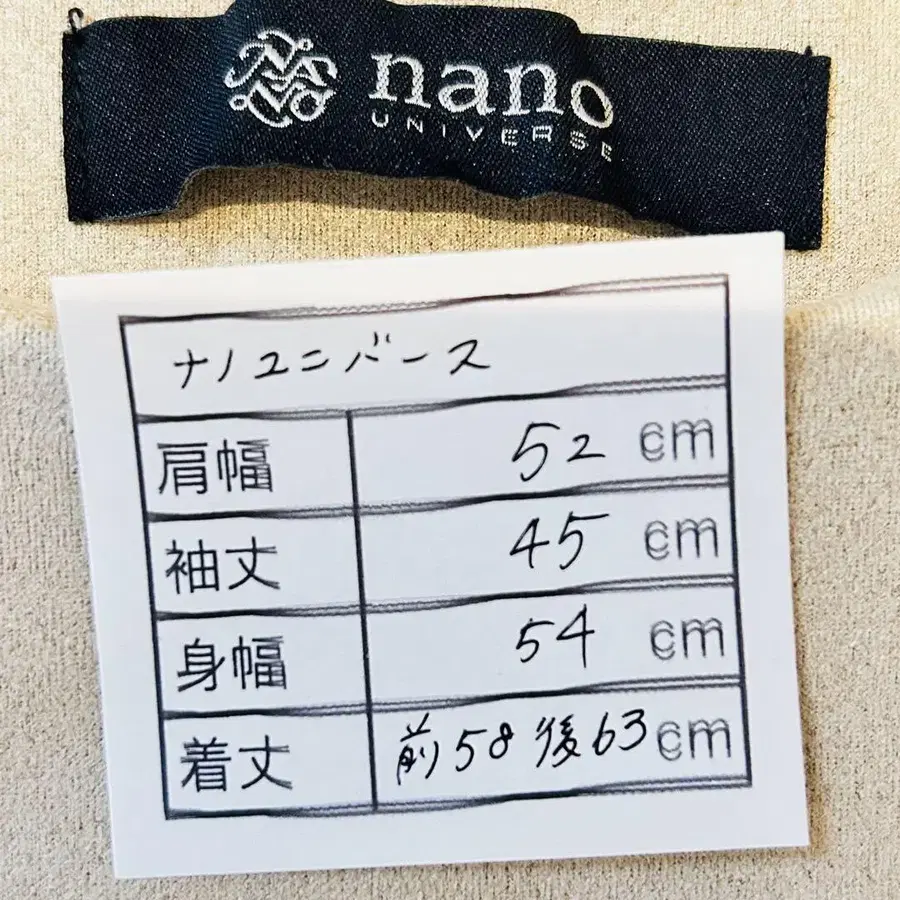 nano
UNIVERSE
ナノユニバース
肩幅 52 cm
袖丈 45 cm
身幅 54 cm
着丈 前58 後63 cm